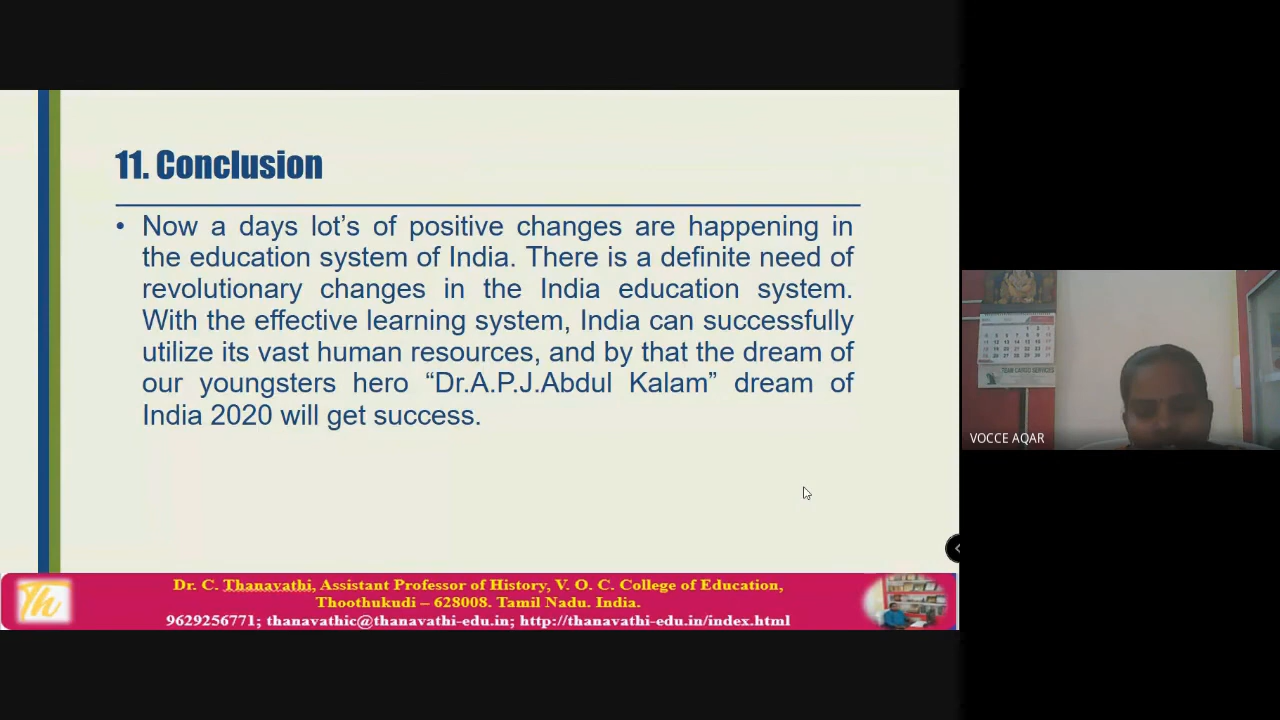 11. Conclusion
• Now a days lot’s of positive changes are happening in
the education system of India. There is a definite need of
revolutionary changes in the India education system.
With the effective learning system, India can successfully
utilize its vast human resources, and by that the dream of
our youngsters hero “Dr.A.P.J.Abdul Kalam” dream of
India 2020 will get success.
Th
Dr. C. Thanavathi, Assistant Professor of History, V. O. C. College of Education,
Thoothukudi – 628008. Tamil Nadu. India.
9629256771; thanavathic@thanavathi-edu.in; http://thanavathi-edu.in/index.html
TEAM CARGO SERVICES
VOCCE AQAR